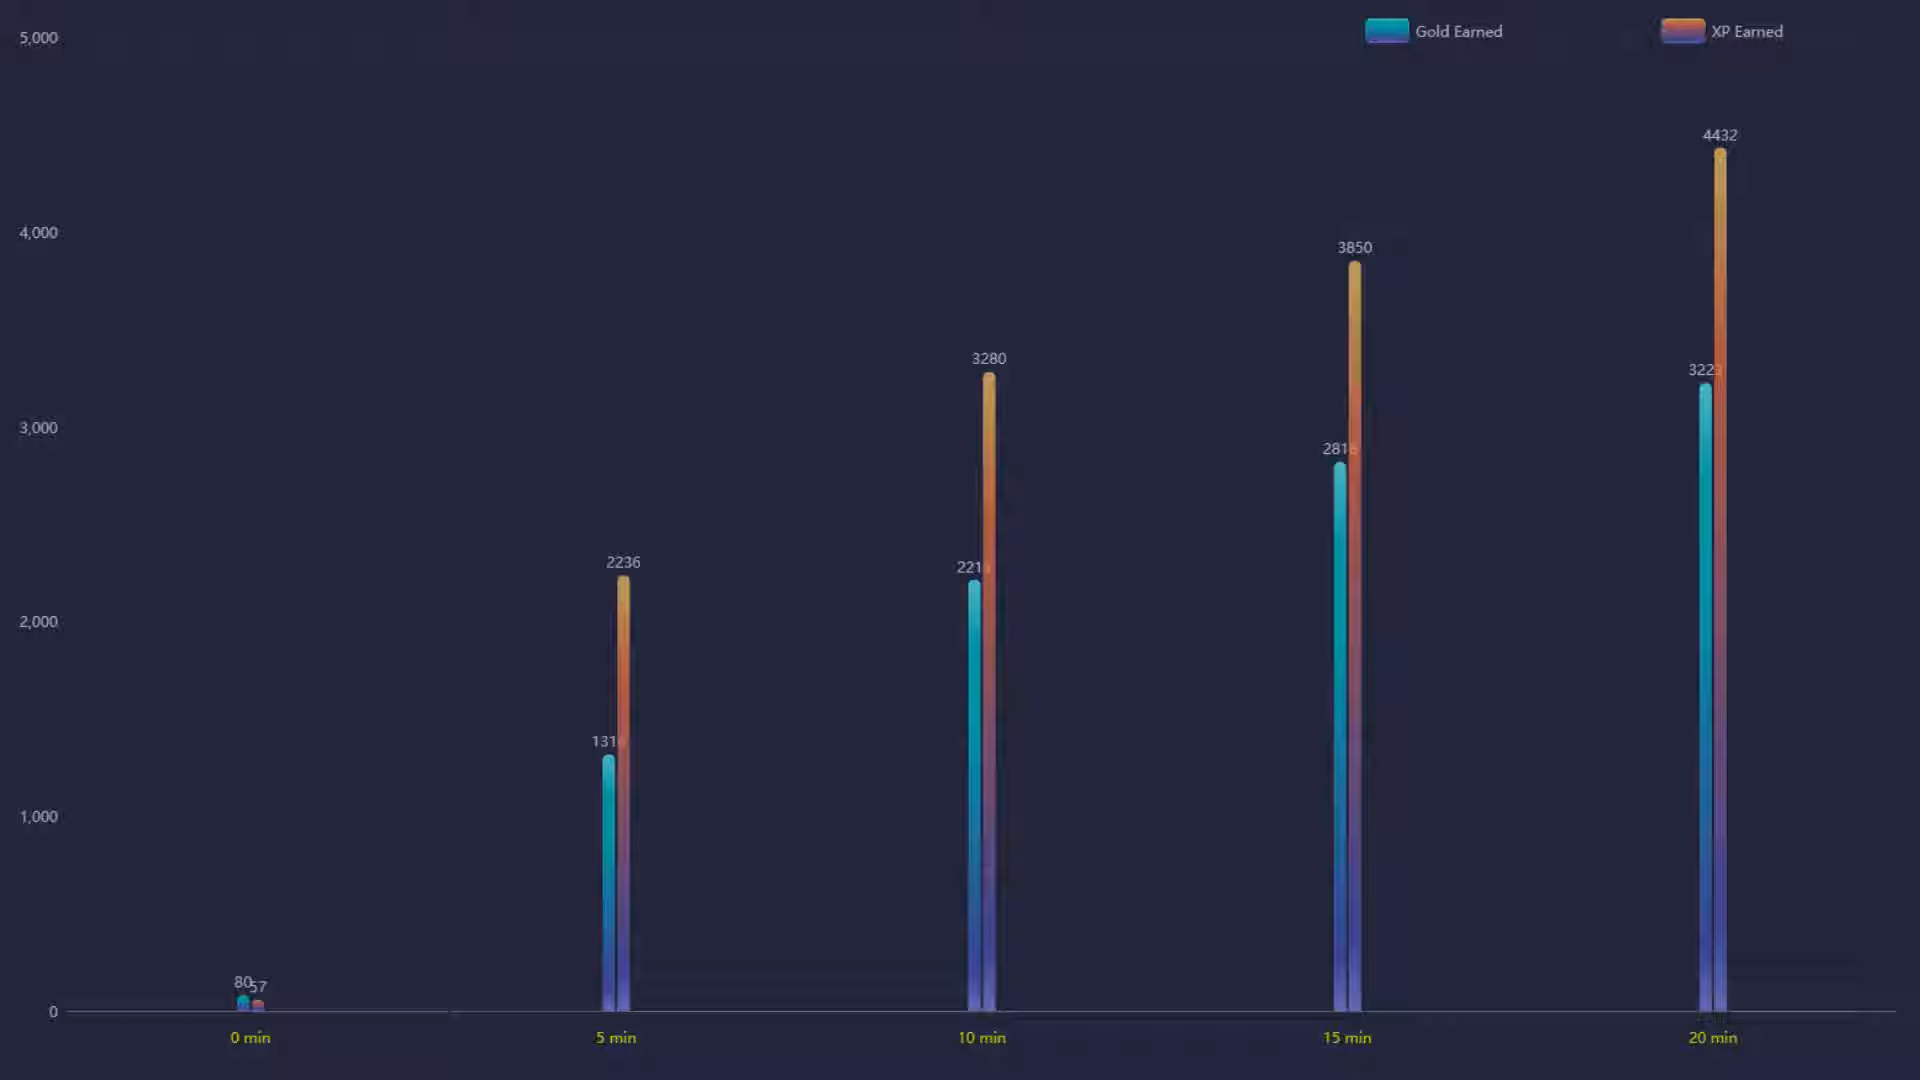 Gold Earned
XP Earned
5,000
4,000
3,000
2,000
1,000
0
4432
3850
3280
2236
80
57
0 min
5 min
10 min
15 min
20 min